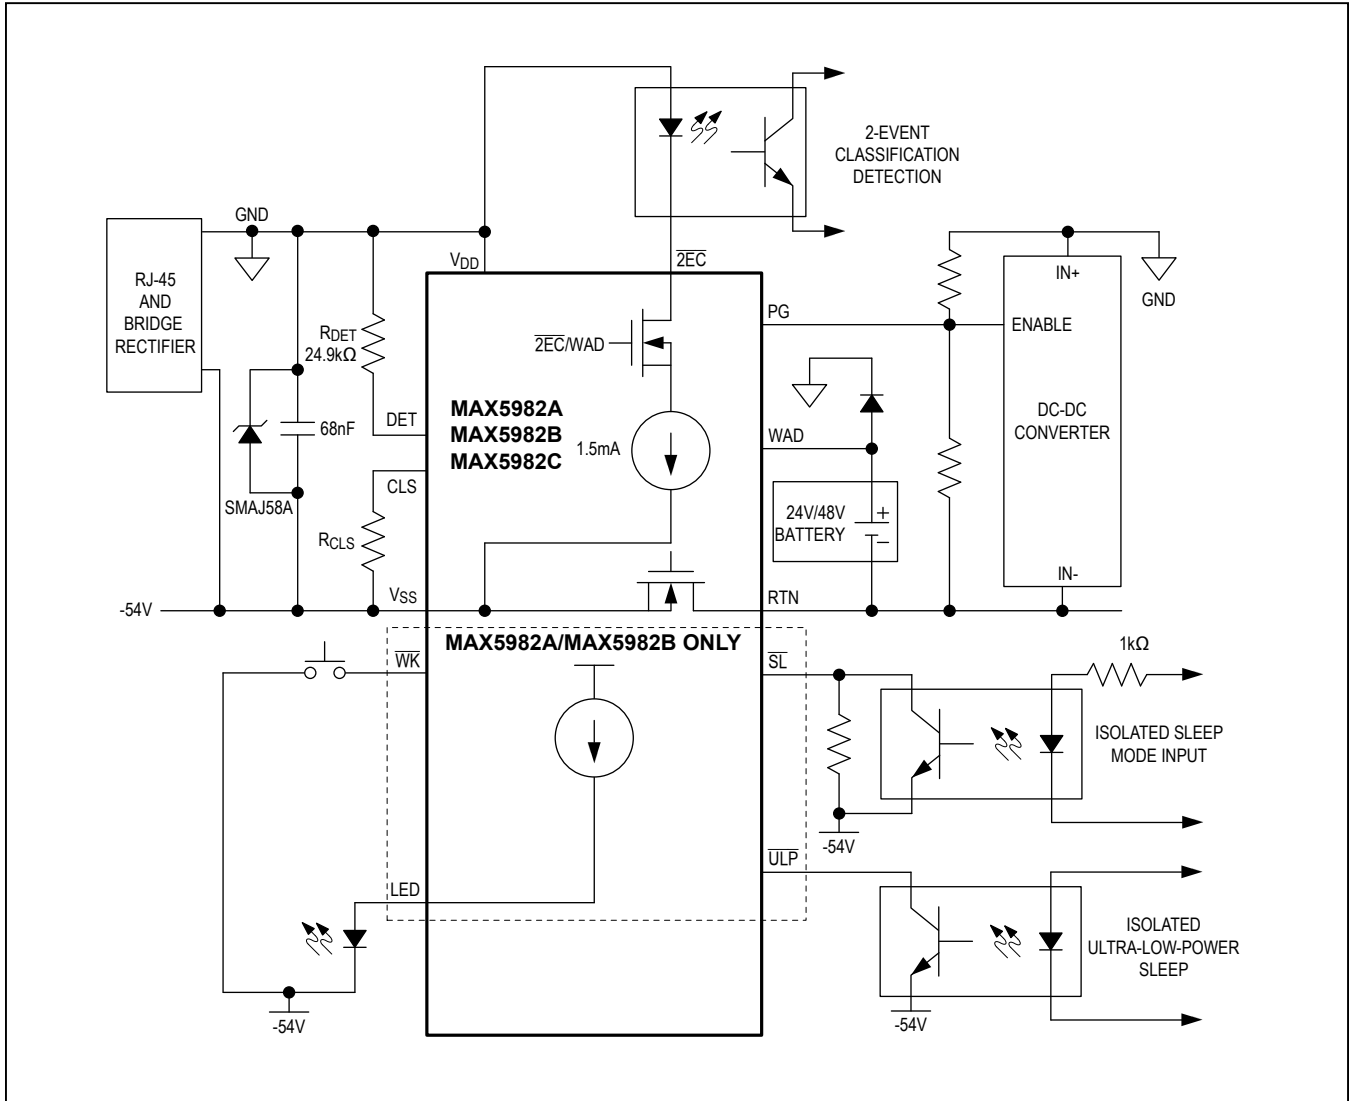 2-EVENT
CLASSIFICATION
DETECTION
GND
VDD
2EC
RJ-45
AND
BRIDGE
RECTIFIER
IN+
GND
PG
ENABLE
RDET
24.9kΩ
2EC/WAD
DET
MAX5982A
MAX5982B
MAX5982C
1.5mA
WAD
DC-DC
CONVERTER
68nF
SMAJ58A
CLS
24V/48V
BATTERY
+
−
RCLS
IN-
-54V
VSS
RTN
MAX5982A/MAX5982B ONLY
WK
SL
1kΩ
ISOLATED SLEEP
MODE INPUT
-54V
ULP
LED
ISOLATED
ULTRA-LOW-POWER
SLEEP
-54V
-54V